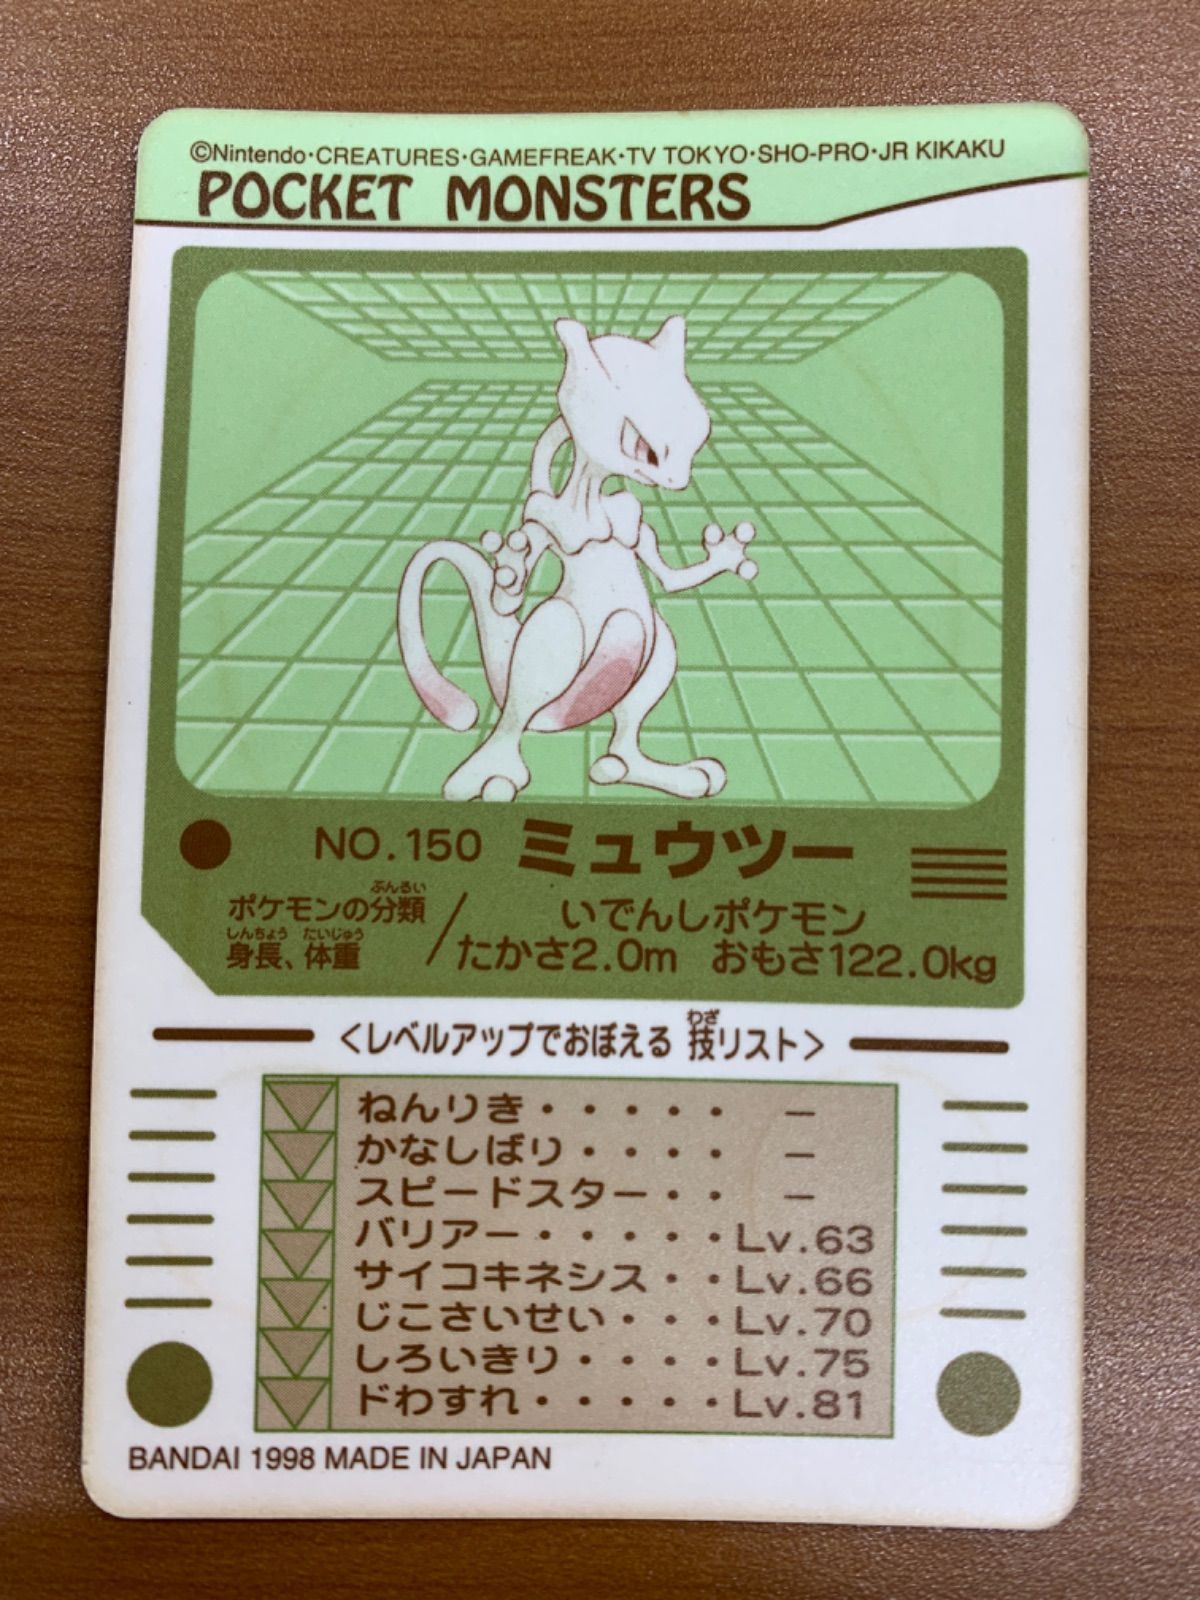 ©Nintendo･CREATURES･GAMEFREAK･TV TOKYO･SHO-PRO･JR KIKAKU
POCKET MONSTERS
NO.150 ミュウツー
ぶんるい
ポケモンの分類 / いでんしポケモン
しんちょう たいじゅう
身長、体重 たかさ2.0m おもさ122.0kg
わざ
<レベルアップでおぼえる 技リスト>
ねんりき・・・・・ −
かなしばり・・・・ −
スピードスター・・ −
バリアー・・・・・Lv.63
サイコキネシス・・Lv.66
じこさいせい・・・Lv.70
しろいきり・・・・Lv.75
ドわすれ・・・・・Lv.81
BANDAI 1998 MADE IN JAPAN